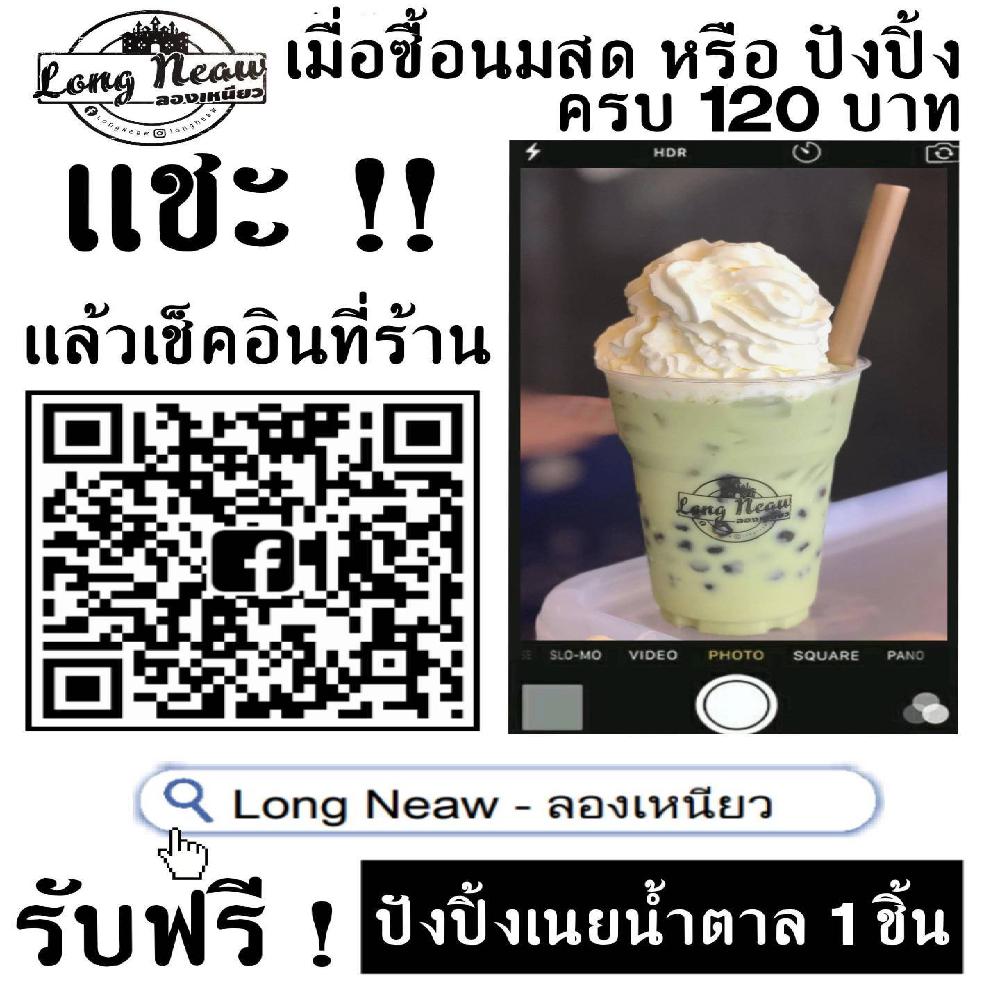 Long Neaw
ลองเหนียว
LongNeaw longneaw
เมื่อซื้อนมสด หรือ ปังปิ้ง
ครบ 120 บาท
แชะ !!
แล้วเช็คอินที่ร้าน
HDR
Long Neaw
ลองเหนียว
SLO-MO VIDEO PHOTO SQUARE PANO
Long Neaw - ลองเหนียว
รับฟรี !
ปังปิ้งเนยน้ำตาล 1 ชิ้น